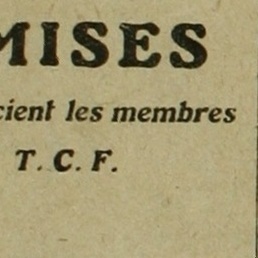 MISES
cient les membres
T. C. F.